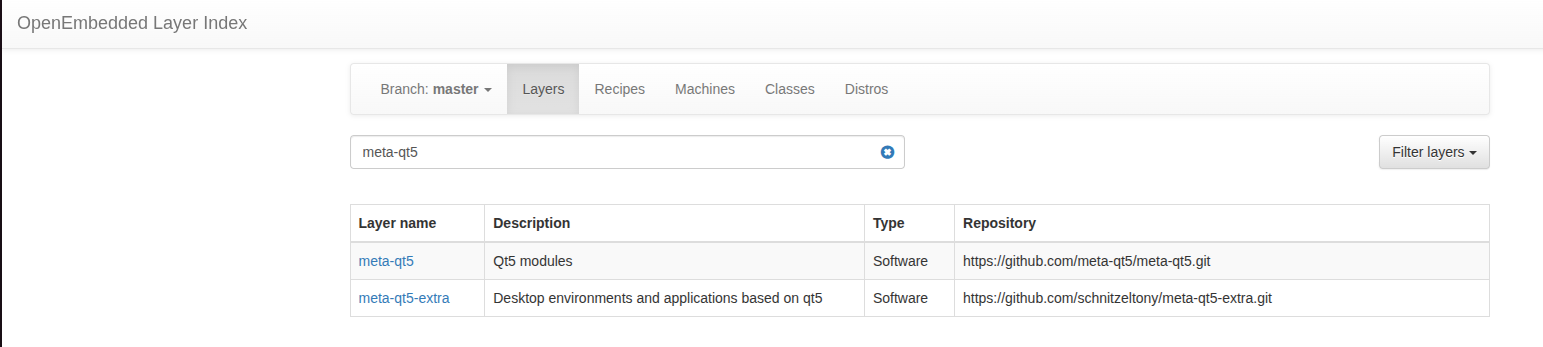 OpenEmbedded Layer Index
Branch: master Layers Recipes Machines Classes Distros
meta-qt5 Filter layers
Layer name Description Type Repository
meta-qt5 Qt5 modules Software https://github.com/meta-qt5/meta-qt5.git
meta-qt5-extra Desktop environments and applications based on qt5 Software https://github.com/schnitzeltony/meta-qt5-extra.git